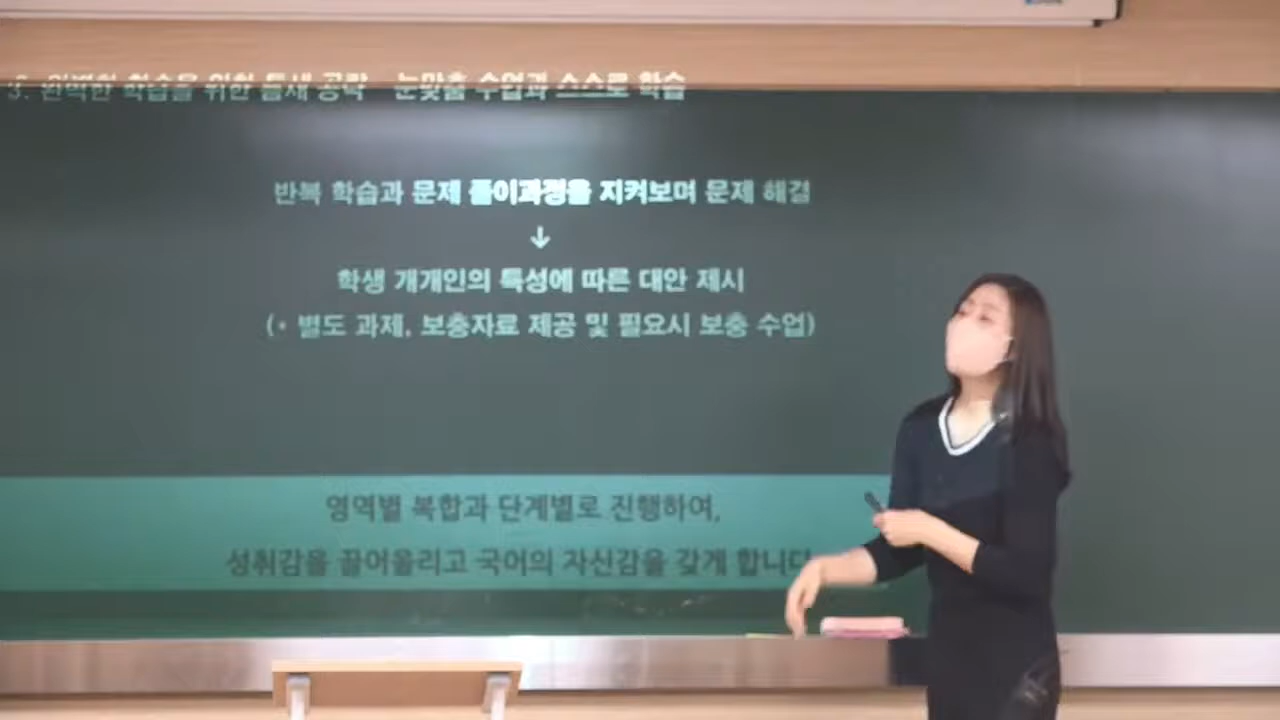 3. 완벽한 학습을 위한 틈새 공략 눈맞춤 수업과 스스로 학습
반복 학습과 문제 풀이과정을 지켜보며 문제 해결
↓
학생 개개인의 특성에 따른 대안 제시
(• 별도 과제, 보충자료 제공 및 필요시 보충 수업)
영역별 복합과 단계별로 진행하여,
성취감을 끌어올리고 국어의 자신감을 갖게 합니다